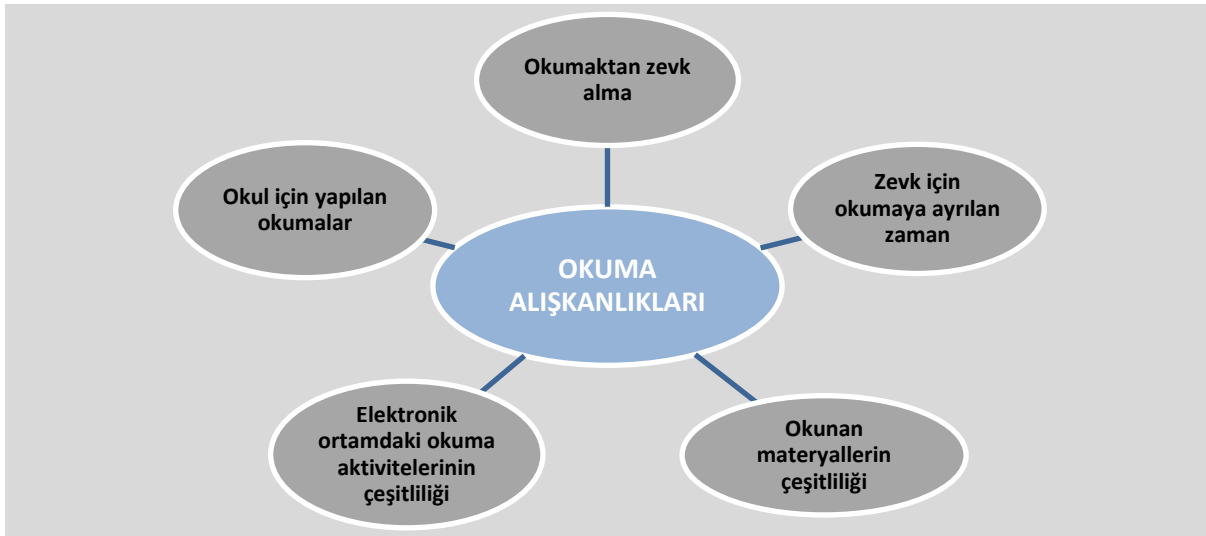 Okumaktan zevk
alma
Okul için yapılan
okumalar
Zevk için
okumaya ayrılan
zaman
OKUMA
ALIŞKANLIKLARI
Elektronik
ortamdaki okuma
aktivitelerinin
çeşitliliği
Okunan
materyallerin
çeşitliliği